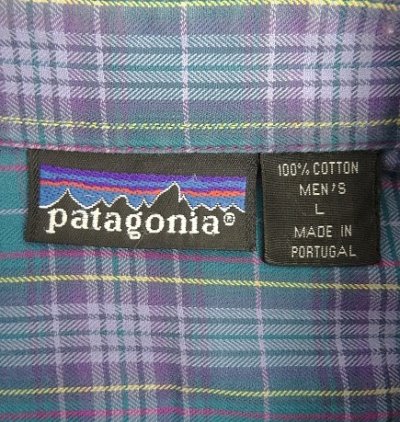 patagonia®
100% COTTON
MEN'S
L
MADE IN
PORTUGAL